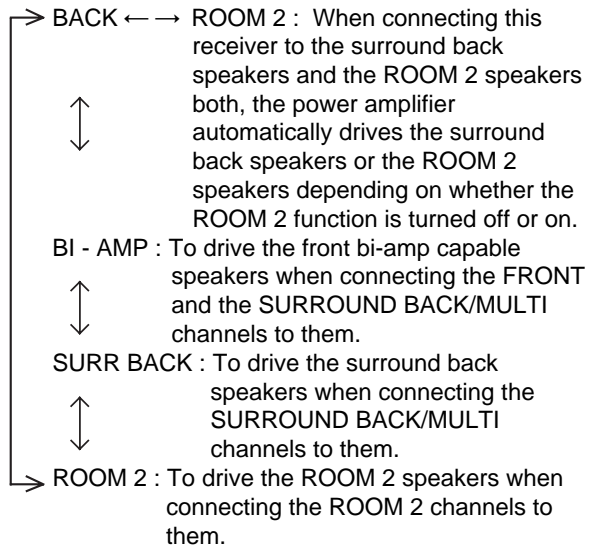 BACK ←→ ROOM 2 : When connecting this
receiver to the surround back
speakers and the ROOM 2 speakers
both, the power amplifier
automatically drives the surround
back speakers or the ROOM 2
speakers depending on whether the
ROOM 2 function is turned off or on.
BI - AMP : To drive the front bi-amp capable
speakers when connecting the FRONT
and the SURROUND BACK/MULTI
channels to them.
SURR BACK : To drive the surround back
speakers when connecting the
SURROUND BACK/MULTI
channels to them.
ROOM 2 : To drive the ROOM 2 speakers when
connecting the ROOM 2 channels to
them.